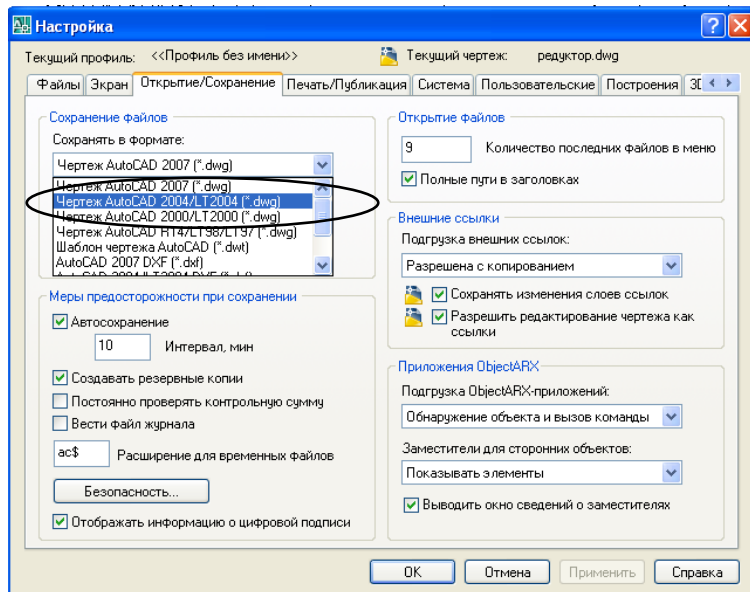 Настройка
Текущий профиль: <<Профиль без имени>> Текущий чертеж: редуктор.dwg
Файлы Экран Открытие/Сохранение Печать/Публикация Система Пользовательские Построения
Сохранение файлов
Сохранять в формате:
Чертеж AutoCAD 2007 (*.dwg)
Чертеж AutoCAD 2007 (*.dwg)
Чертеж AutoCAD 2004/LT2004 (*.dwg)
Чертеж AutoCAD 2000/LT2000 (*.dwg)
Чертеж AutoCAD R14/LT98/LT97 (*.dwg)
Шаблон чертежа AutoCAD (*.dwt)
AutoCAD 2007 DXF (*.dxf)
Меры предосторожности при сохранении
Автосохранение
10 Интервал, мин
Создавать резервные копии
Постоянно проверять контрольную сумму
Вести файл журнала
ac$ Расширение для временных файлов
Безопасность...
Отображать информацию о цифровой подписи
Открытие файлов
9 Количество последних файлов в меню
Полные пути в заголовках
Внешние ссылки
Подгрузка внешних ссылок:
Разрешена с копированием
Сохранять изменения слоев ссылок
Разрешить редактирование чертежа как
ссылки
Приложения ObjectARX
Подгрузка ObjectARX-приложений:
Обнаружение объекта и вызов команды
Заместители для сторонних объектов:
Показывать элементы
Выводить окно сведений о заместителях
OK Отмена Применить Справка